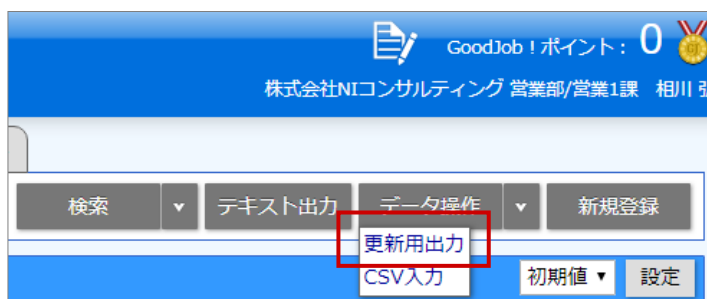 GoodJob！ポイント： 0
株式会社NIコンサルティング 営業部/営業1課 相川
検索 テキスト出力 データ操作 新規登録
更新用出力
CSV入力
初期値 設定